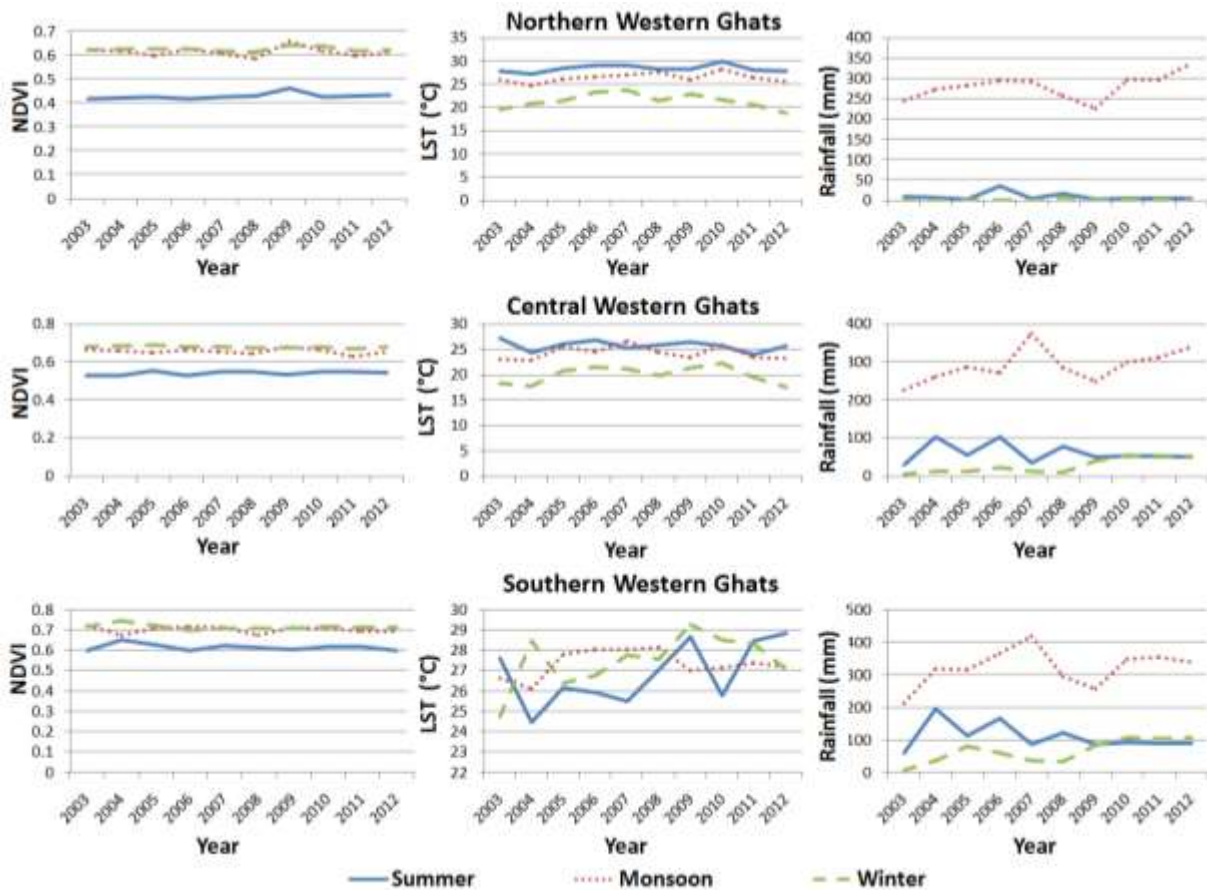 Northern Western Ghats
NDVI
0.7
0.6
0.5
0.4
0.3
0.2
0.1
0
2003 2004 2005 2006 2007 2008 2009 2010 2011 2012
Year
LST (°C)
35
30
25
20
15
10
5
0
2003 2004 2005 2006 2007 2008 2009 2010 2011 2012
Year
Rainfall (mm)
400
350
300
250
200
150
100
50
0
2003 2004 2005 2006 2007 2008 2009 2010 2011 2012
Year
Central Western Ghats
NDVI
0.8
0.6
0.4
0.2
0
2003 2004 2005 2006 2007 2008 2009 2010 2011 2012
Year
LST (°C)
30
25
20
15
10
5
0
2003 2004 2005 2006 2007 2008 2009 2010 2011 2012
Year
Rainfall (mm)
400
300
200
100
0
2003 2004 2005 2006 2007 2008 2009 2010 2011 2012
Year
Southern Western Ghats
NDVI
0.8
0.7
0.6
0.5
0.4
0.3
0.2
0.1
0
2003 2004 2005 2006 2007 2008 2009 2010 2011 2012
Year
LST (°C)
30
29
28
27
26
25
24
23
22
2003 2004 2005 2006 2007 2008 2009 2010 2011 2012
Year
Rainfall (mm)
500
400
300
200
100
0
2003 2004 2005 2006 2007 2008 2009 2010 2011 2012
Year
Summer Monsoon Winter